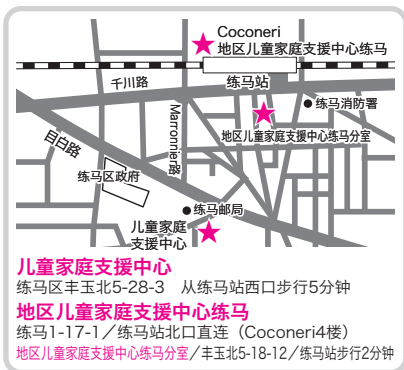 Coconeri
地区儿童家庭支援中心练马
练马站
千川路
练马消防署
地区儿童家庭支援中心练马分室
Marronnier路
目白路
练马区政府
练马邮局
儿童家庭
支援中心
儿童家庭支援中心
练马区丰玉北5-28-3　从练马站西口步行5分钟
地区儿童家庭支援中心练马
练马1-17-1／练马站北口直连（Coconeri4楼）
地区儿童家庭支援中心练马分室／丰玉北5-18-12／练马站步行2分钟